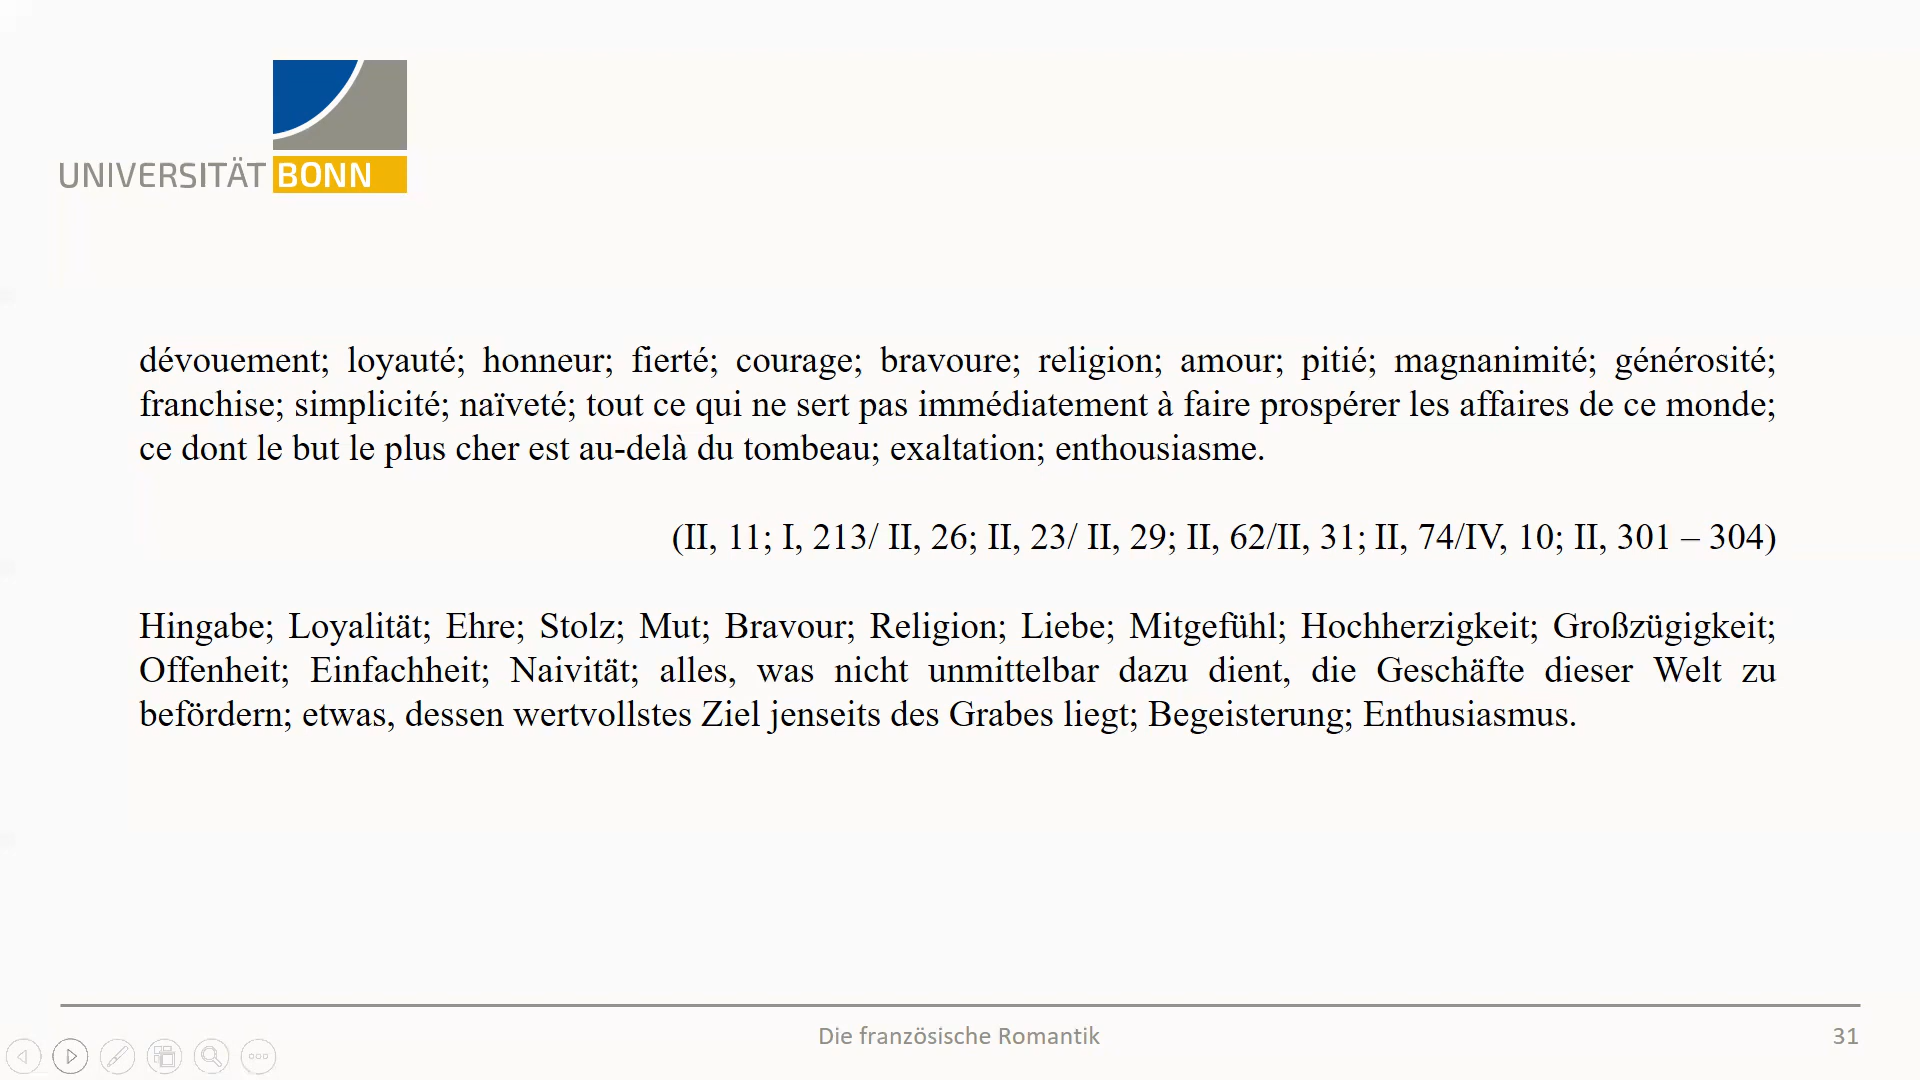 UNIVERSITÄT BONN
dévouement; loyauté; honneur; fierté; courage; bravoure; religion; amour; pitié; magnanimité; générosité;
franchise; simplicité; naïveté; tout ce qui ne sert pas immédiatement à faire prospérer les affaires de ce monde;
ce dont le but le plus cher est au-delà du tombeau; exaltation; enthousiasme.
(II, 11; I, 213/ II, 26; II, 23/ II, 29; II, 62/II, 31; II, 74/IV, 10; II, 301 – 304)
Hingabe; Loyalität; Ehre; Stolz; Mut; Bravour; Religion; Liebe; Mitgefühl; Hochherzigkeit; Großzügigkeit;
Offenheit; Einfachheit; Naivität; alles, was nicht unmittelbar dazu dient, die Geschäfte dieser Welt zu
befördern; etwas, dessen wertvollstes Ziel jenseits des Grabes liegt; Begeisterung; Enthusiasmus.
Die französische Romantik
31